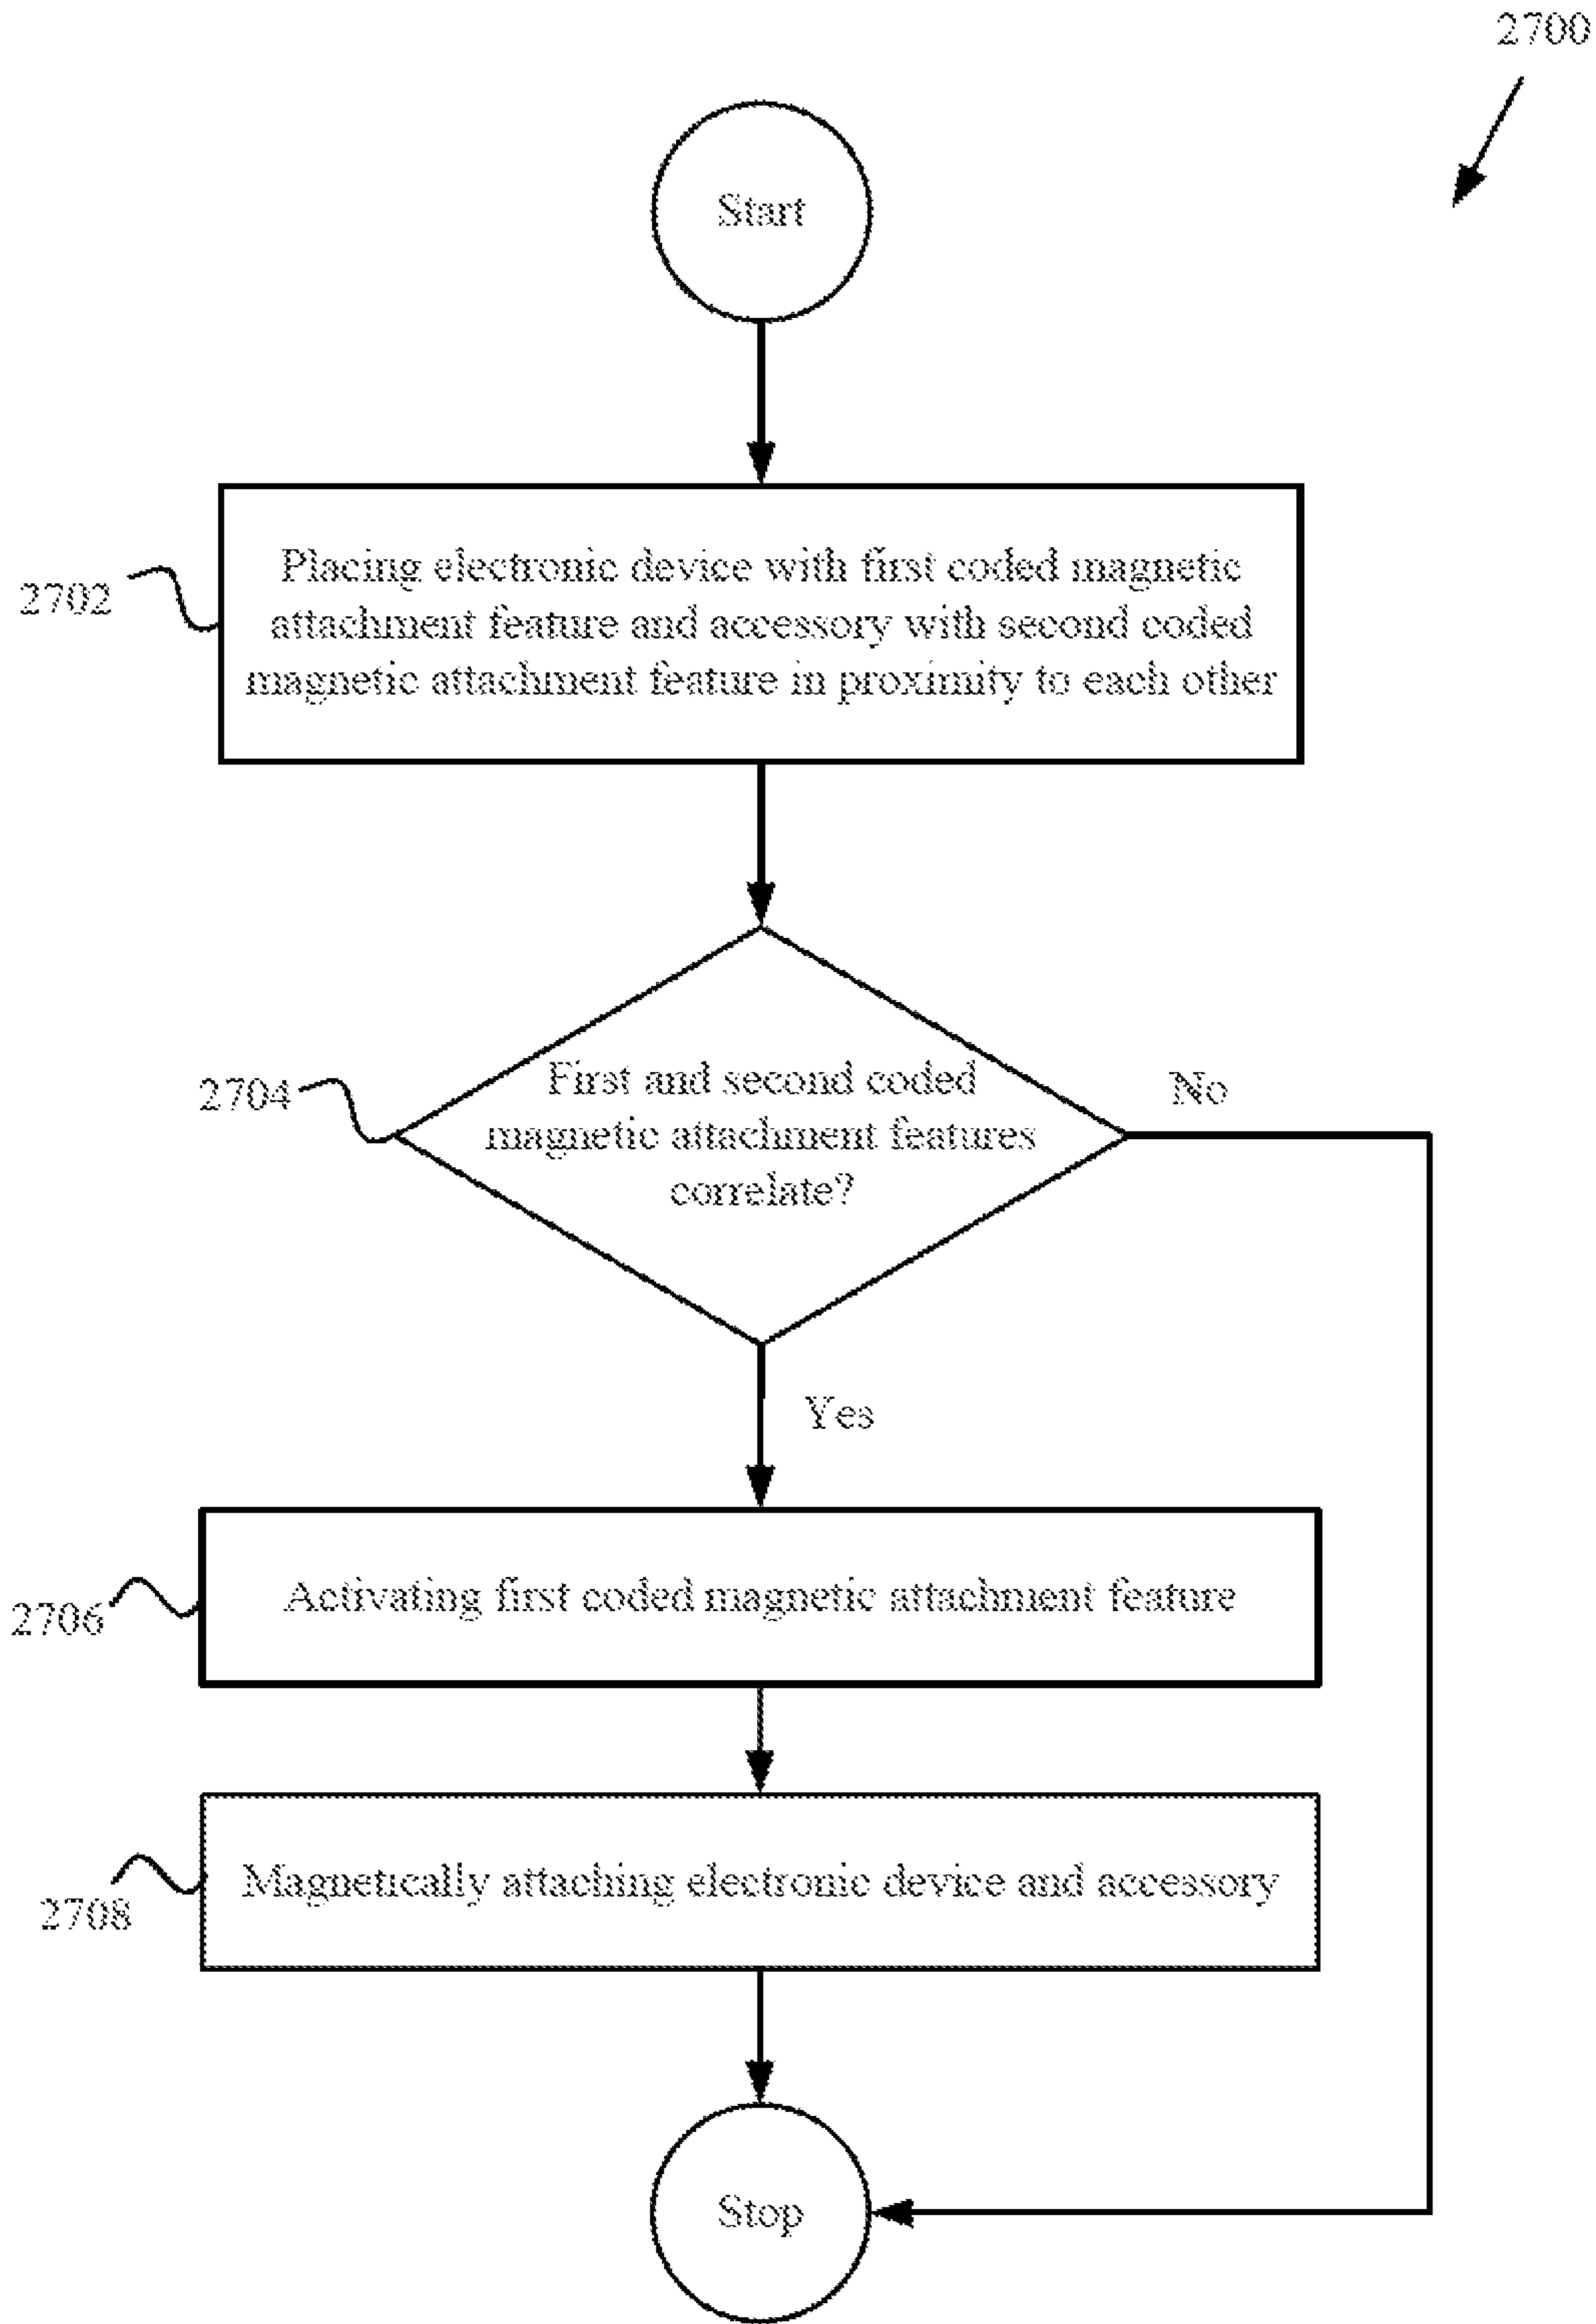 2700
Start
2702
Placing electronic device with first coded magnetic
attachment feature and accessory with second coded
magnetic attachment feature in proximity to each other
2704
First and second coded
magnetic attachment features
correlate?
No
Yes
2706
Activating first coded magnetic attachment feature
2708
Magnetically attaching electronic device and accessory
Stop